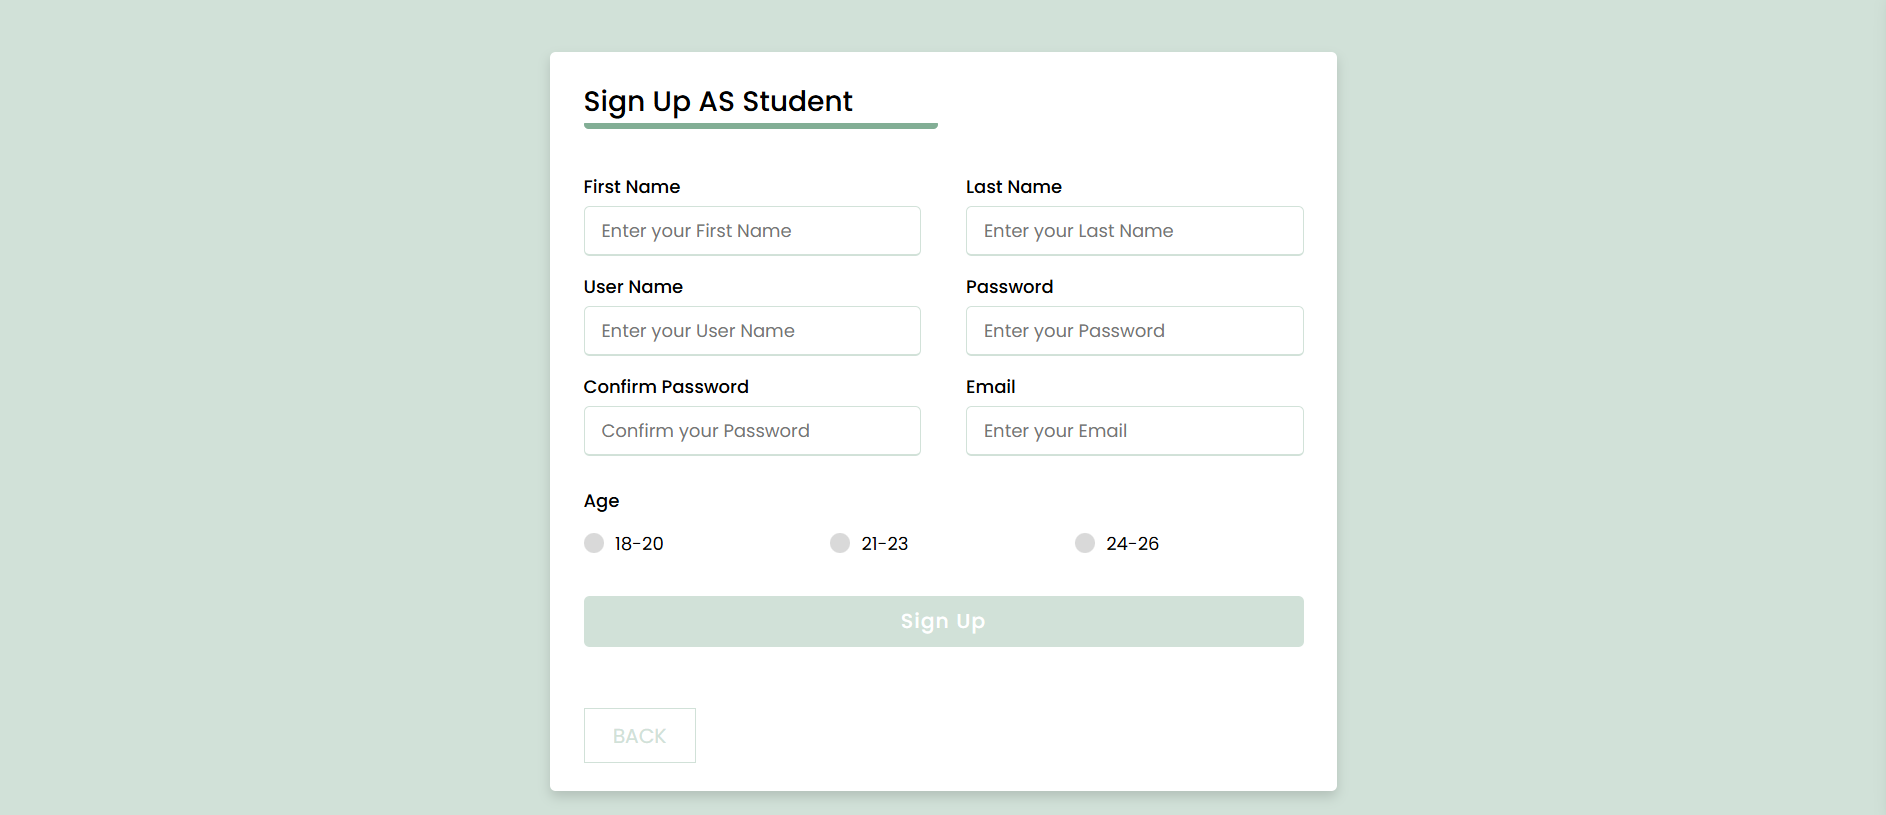 Sign Up AS Student
First Name
Last Name
Enter your First Name
Enter your Last Name
User Name
Password
Enter your User Name
Enter your Password
Confirm Password
Email
Confirm your Password
Enter your Email
Age
18-20
21-23
24-26
Sign Up
BACK